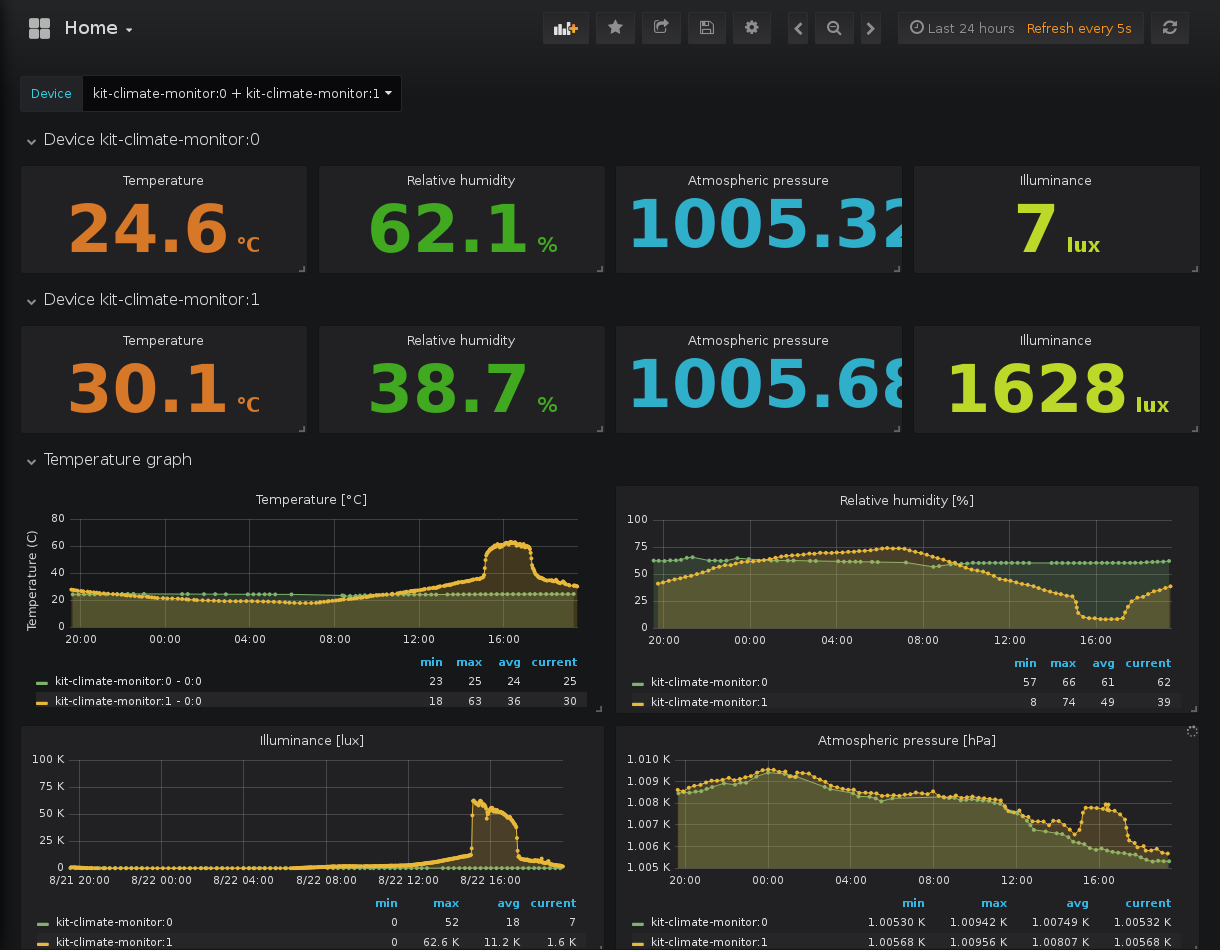 Home
Last 24 hours Refresh every 5s
Device kit-climate-monitor:0 + kit-climate-monitor:1
Device kit-climate-monitor:0
Temperature
24.6 °C
Relative humidity
62.1 %
Atmospheric pressure
1005.32
Illuminance
7 lux
Device kit-climate-monitor:1
Temperature
30.1 °C
Relative humidity
38.7 %
Atmospheric pressure
1005.68
Illuminance
1628 lux
Temperature graph
Temperature [°C]
Temperature (C)
80
60
40
20
0
20:00 00:00 04:00 08:00 12:00 16:00
min max avg current
kit-climate-monitor:0 - 0:0 23 25 24 25
kit-climate-monitor:1 - 0:0 18 63 36 30
Relative humidity [%]
100
75
50
25
0
20:00 00:00 04:00 08:00 12:00 16:00
min max avg current
kit-climate-monitor:0 57 66 61 62
kit-climate-monitor:1 8 74 49 39
Illuminance [lux]
100 K
75 K
50 K
25 K
0
8/21 20:00 8/22 00:00 8/22 04:00 8/22 08:00 8/22 12:00 8/22 16:00
min max avg current
kit-climate-monitor:0 0 52 18 7
kit-climate-monitor:1 0 62.6 K 11.2 K 1.6 K
Atmospheric pressure [hPa]
1.010 K
1.009 K
1.008 K
1.007 K
1.006 K
1.005 K
20:00 00:00 04:00 08:00 12:00 16:00
min max avg current
kit-climate-monitor:0 1.00530 K 1.00942 K 1.00749 K 1.00532 K
kit-climate-monitor:1 1.00568 K 1.00956 K 1.00807 K 1.00568 K